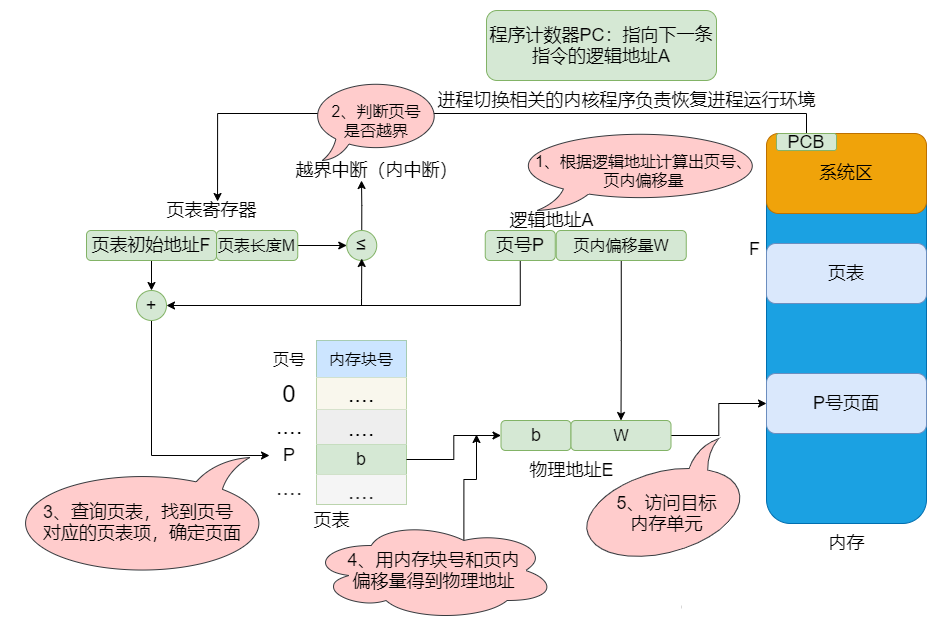 程序计数器PC：指向下一条
指令的逻辑地址A
进程切换相关的内核程序负责恢复进程运行环境
2、判断页号
是否越界
PCB
系统区
越界中断（内中断）
1、根据逻辑地址计算出页号、
页内偏移量
页表寄存器
逻辑地址A
页表初始地址F
页表长度M
≤
页号P
页内偏移量W
F
页表
+
页号
内存块号
0
....
....
....
P
b
....
....
页表
b
W
物理地址E
P号页面
3、查询页表，找到页号
对应的页表项，确定页面
4、用内存块号和页内
偏移量得到物理地址
5、访问目标
内存单元
内存